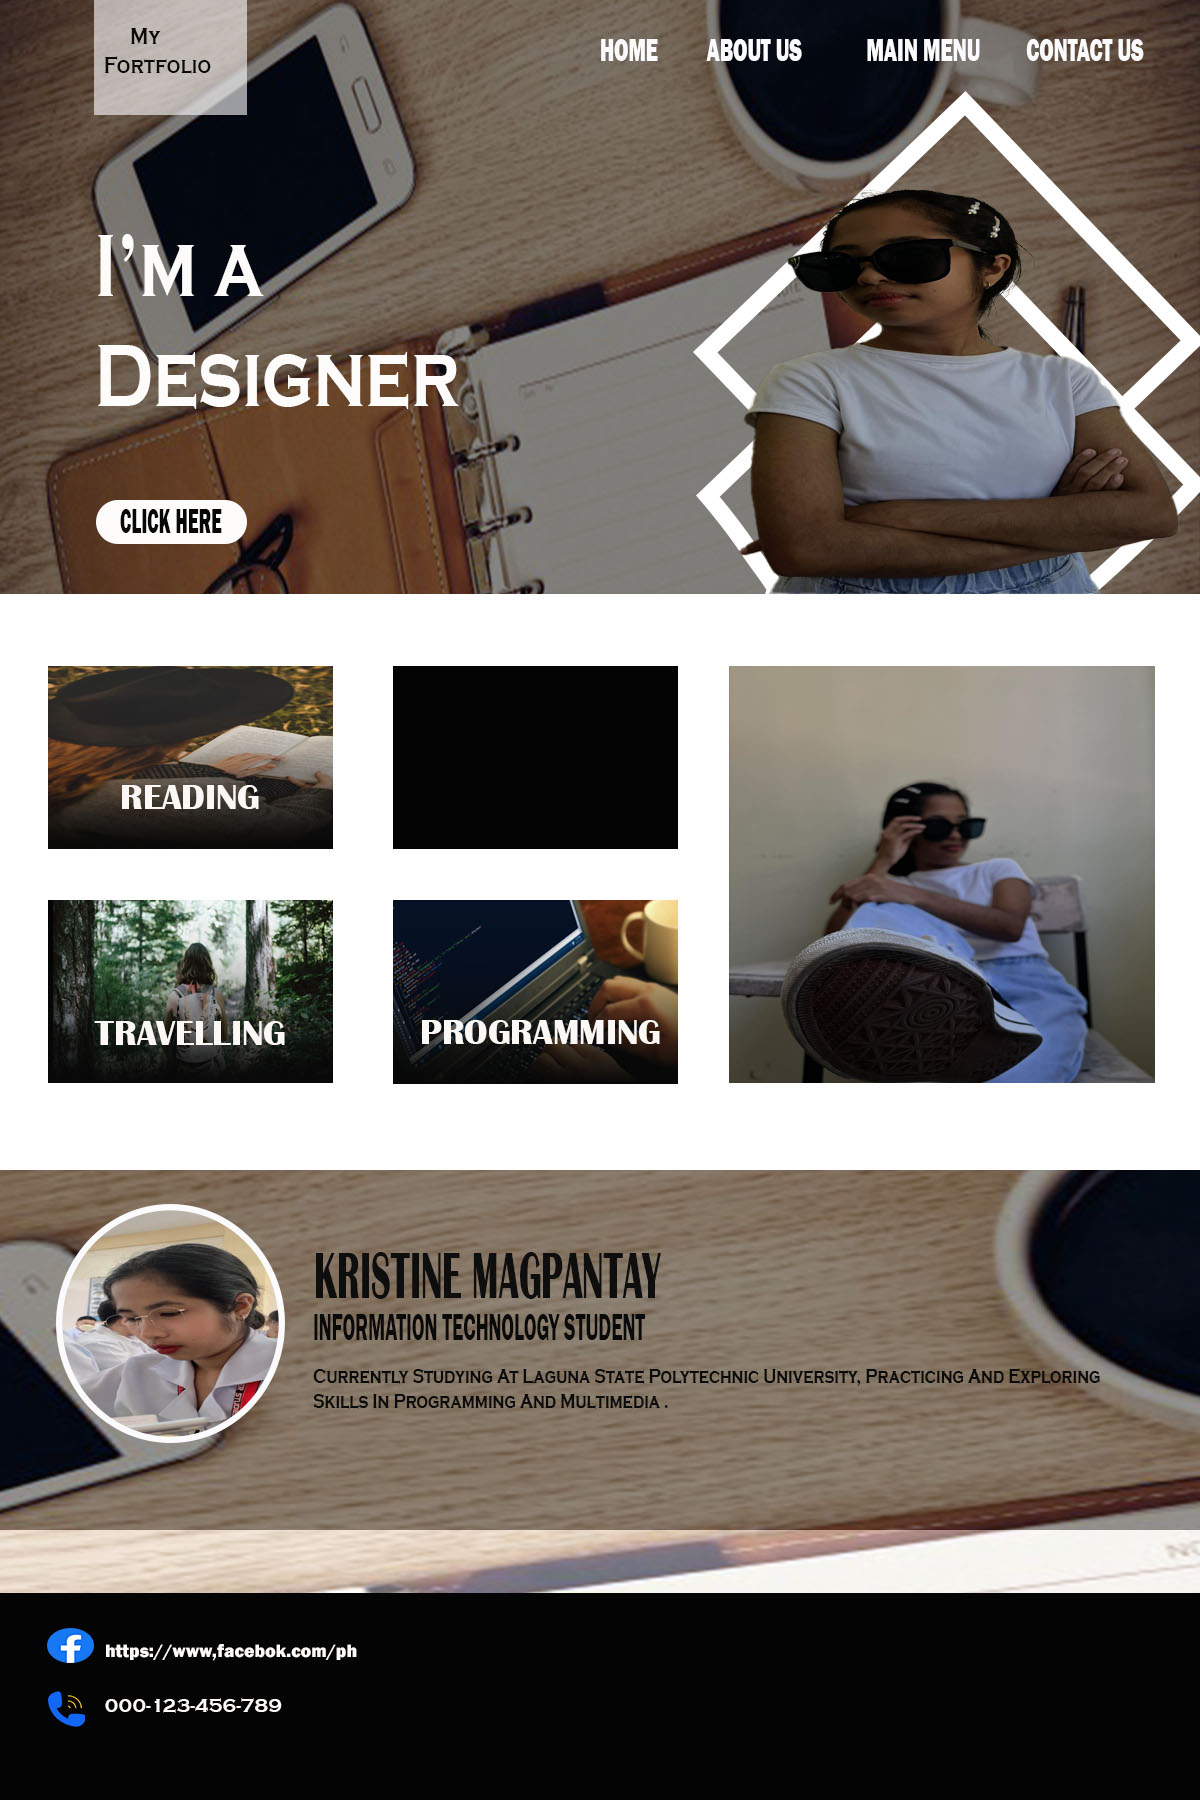 My
Fortfolio
HOME ABOUT US MAIN MENU CONTACT US
I'm a
Designer
CLICK HERE
READING
TRAVELLING
PROGRAMMING
KRISTINE MAGPANTAY
INFORMATION TECHNOLOGY STUDENT
Currently Studying At Laguna State Polytechnic University, Practicing And Exploring
Skills In Programming And Multimedia .
https://www,facebok.com/ph
000-123-456-789